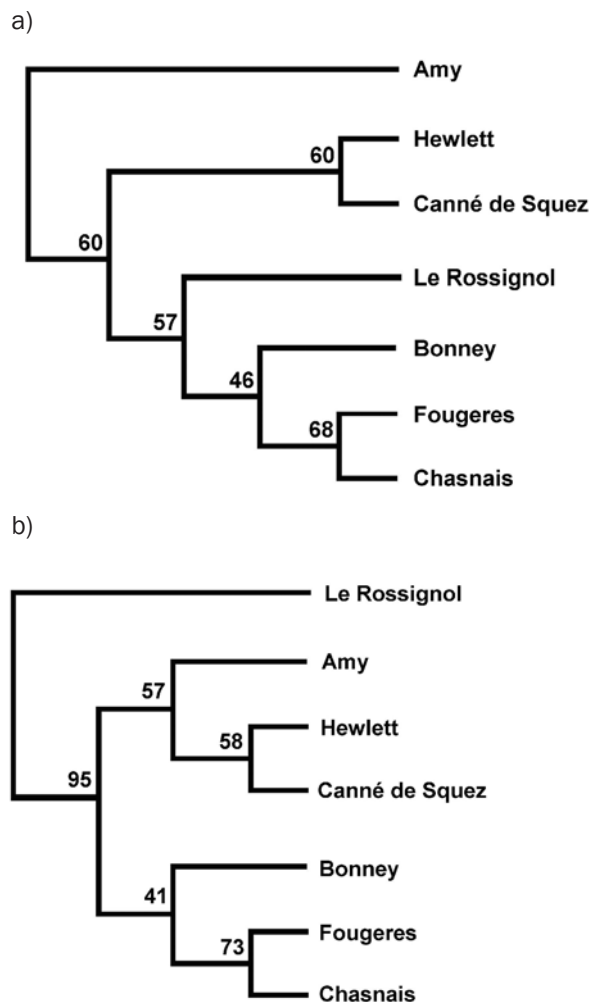 a)
Amy
Hewlett
60
Canné de Squez
60
Le Rossignol
57
Bonney
46
Fougeres
68
Chasnais
b)
Le Rossignol
Amy
57
Hewlett
58
Canné de Squez
95
Bonney
41
Fougeres
73
Chasnais